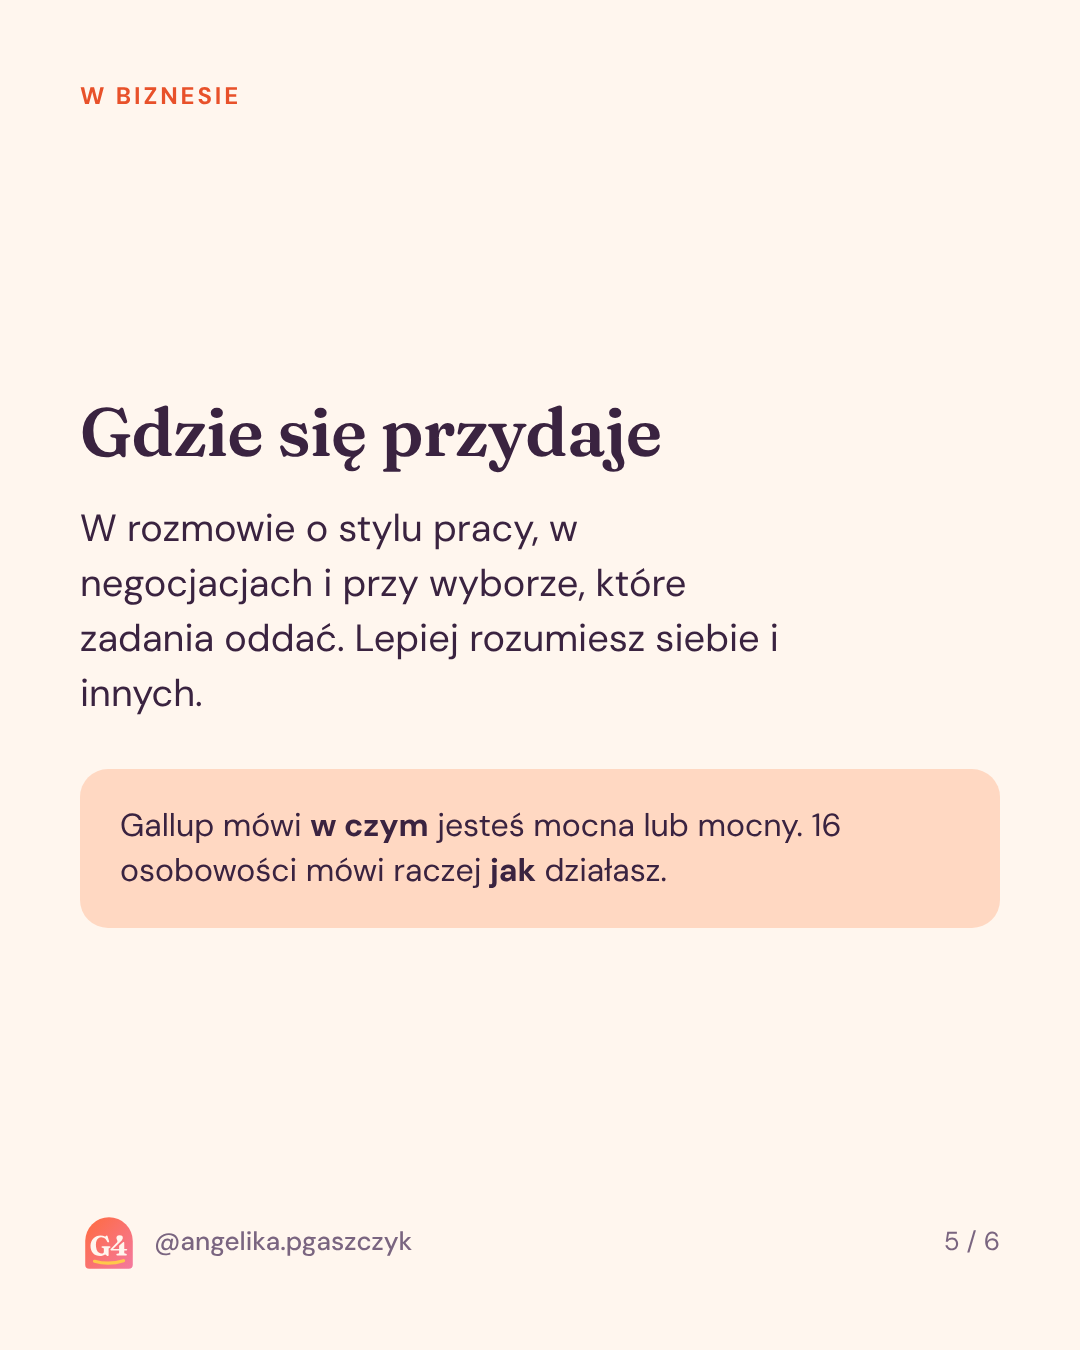 W BIZNESIE
Gdzie się przydaje
W rozmowie o stylu pracy, w
negocjacjach i przy wyborze, które
zadania oddać. Lepiej rozumiesz siebie i
innych.
Gallup mówi w czym jesteś mocna lub mocny. 16
osobowości mówi raczej jak działasz.
G4 @angelika.pgaszczyk
5 / 6